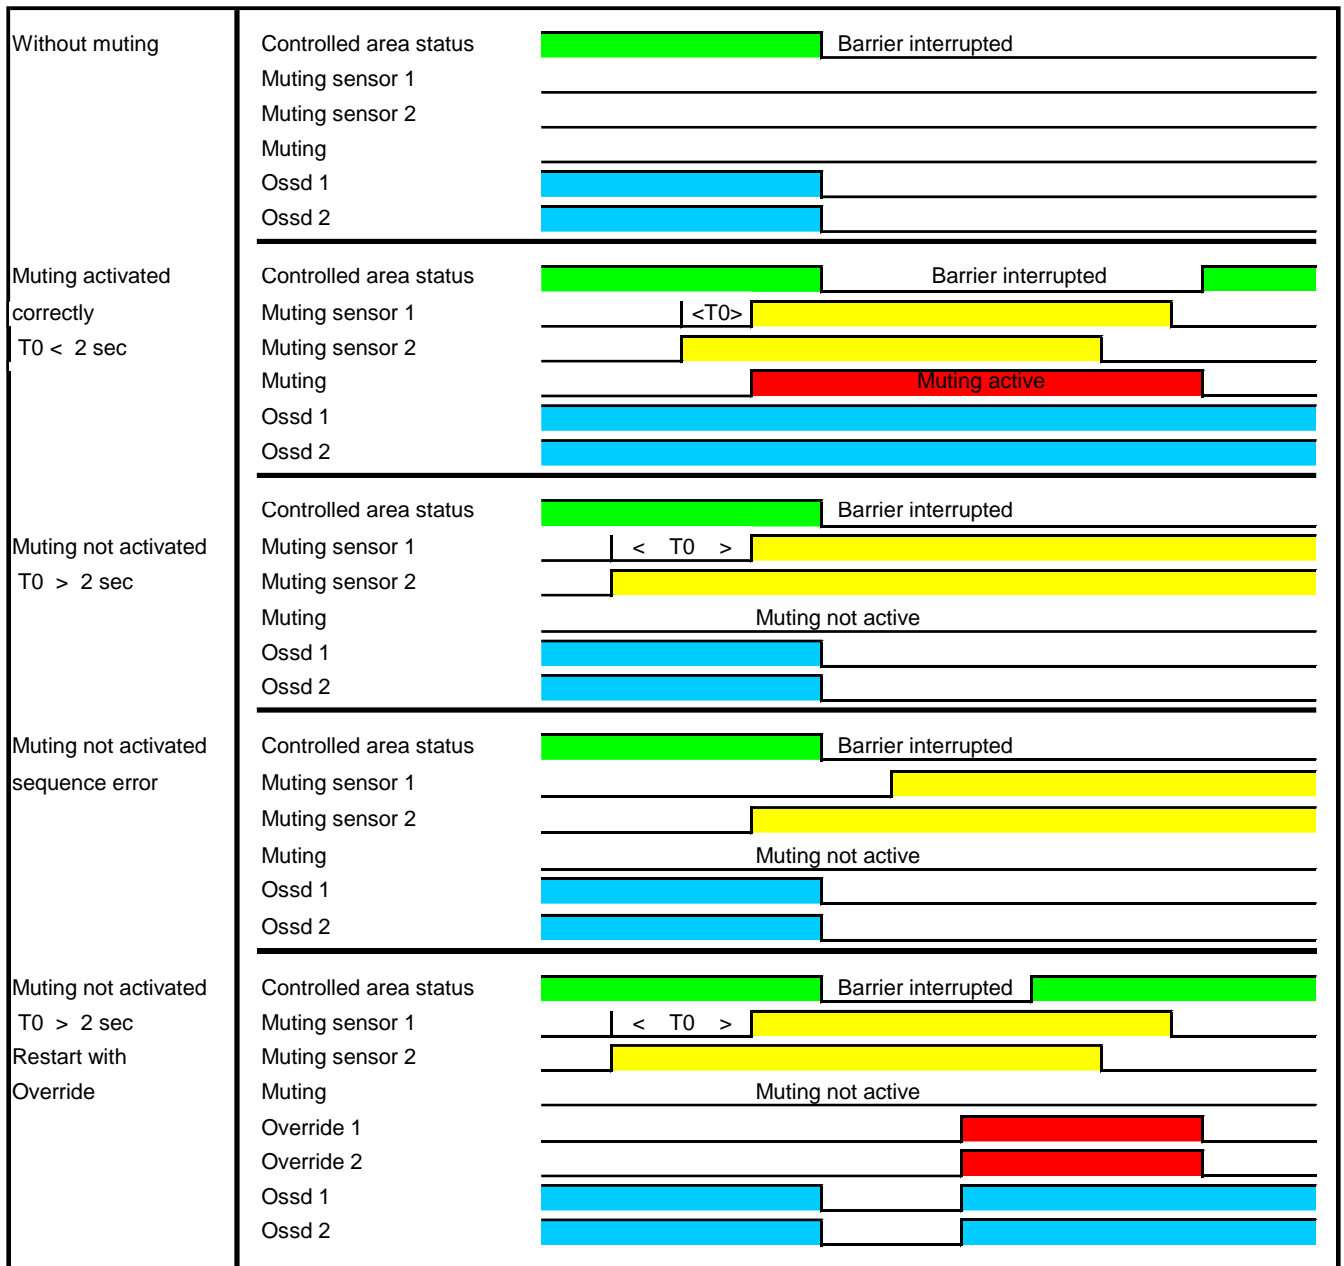 Without muting
Controlled area status
Barrier interrupted
Muting sensor 1
Muting sensor 2
Muting
Ossd 1
Ossd 2
Muting activated
Controlled area status
Barrier interrupted
correctly
Muting sensor 1
<T0>
T0 < 2 sec
Muting sensor 2
Muting
Muting active
Ossd 1
Ossd 2
Controlled area status
Barrier interrupted
Muting not activated
Muting sensor 1
< T0 >
T0 > 2 sec
Muting sensor 2
Muting
Muting not active
Ossd 1
Ossd 2
Muting not activated
Controlled area status
Barrier interrupted
sequence error
Muting sensor 1
Muting sensor 2
Muting
Muting not active
Ossd 1
Ossd 2
Muting not activated
Controlled area status
Barrier interrupted
T0 > 2 sec
Muting sensor 1
< T0 >
Restart with
Muting sensor 2
Override
Muting
Muting not active
Override 1
Override 2
Ossd 1
Ossd 2